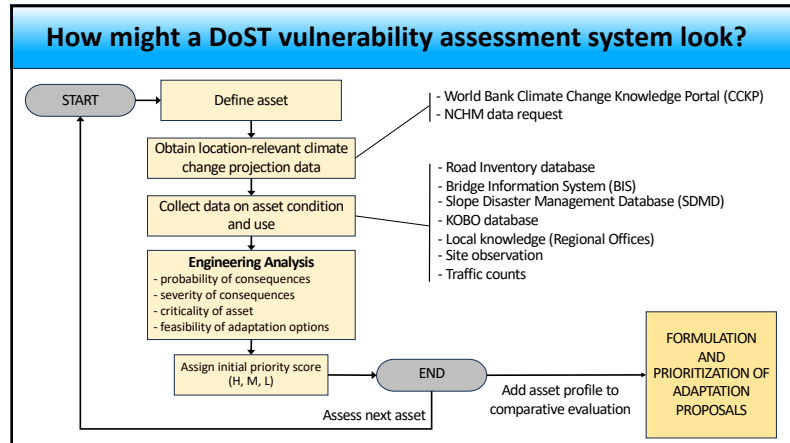 How might a DoST vulnerability assessment system look?
START
Define asset
- World Bank Climate Change Knowledge Portal (CCKP)
- NCHM data request
Obtain location-relevant climate
change projection data
- Road Inventory database
- Bridge Information System (BIS)
- Slope Disaster Management Database (SDMD)
- KOBO database
- Local knowledge (Regional Offices)
- Site observation
- Traffic counts
Collect data on asset condition
and use
Engineering Analysis
- probability of consequences
- severity of consequences
- criticality of asset
- feasibility of adaptation options
Assign initial priority score
(H, M, L)
END
Assess next asset
Add asset profile to
comparative evaluation
FORMULATION
AND
PRIORITIZATION OF
ADAPTATION
PROPOSALS